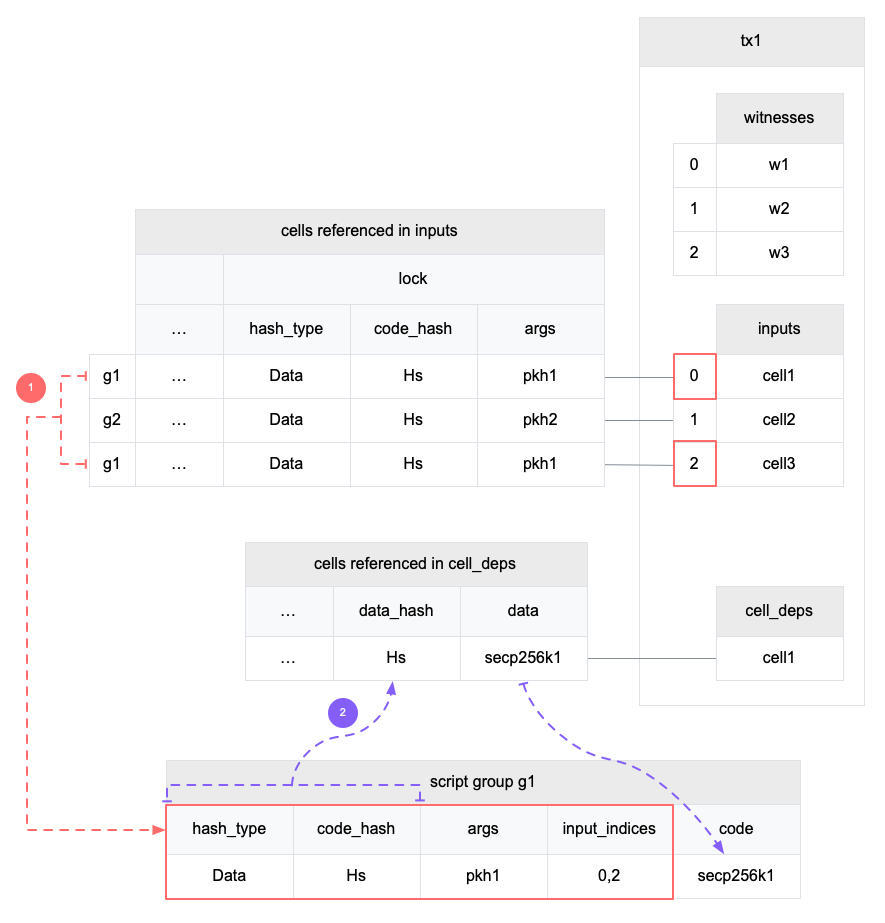 tx1
witnesses
0 w1
1 w2
2 w3
cells referenced in inputs
lock
... hash_type code_hash args
inputs
g1 ... Data Hs pkh1
0 cell1
1
g2 ... Data Hs pkh2
1 cell2
g1 ... Data Hs pkh1
2 cell3
cells referenced in cell_deps
... data_hash data
cell_deps
... Hs secp256k1
cell1
2
script group g1
hash_type code_hash args input_indices code
Data Hs pkh1 0,2 secp256k1